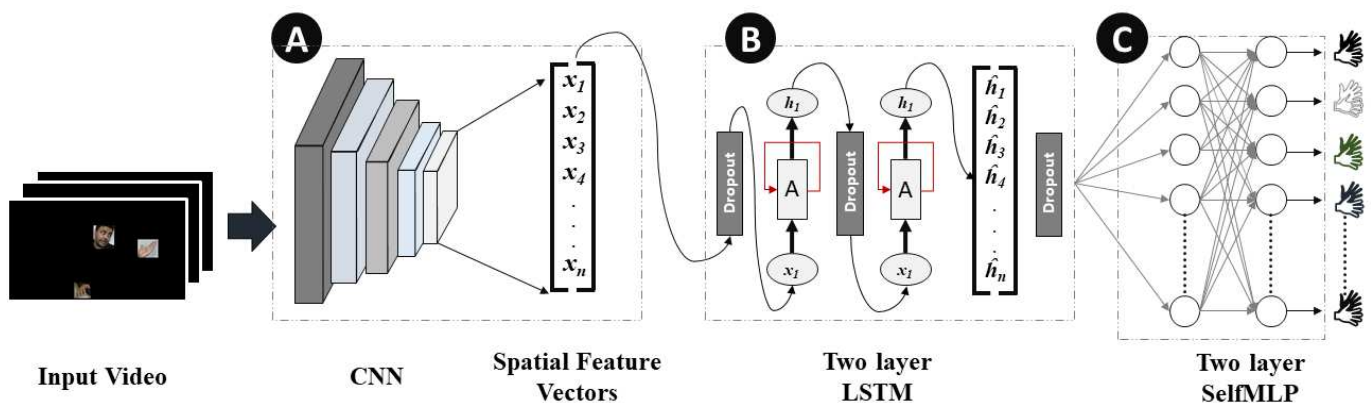 A
B
C
x1
x2
x3
x4
.
.
xn
Dropout
h1
A
x1
Dropout
h1
A
x1
ĥ1
ĥ2
ĥ3
ĥ4
.
.
ĥn
Dropout
Input Video
CNN
Spatial Feature
Vectors
Two layer
LSTM
Two layer
SelfMLP